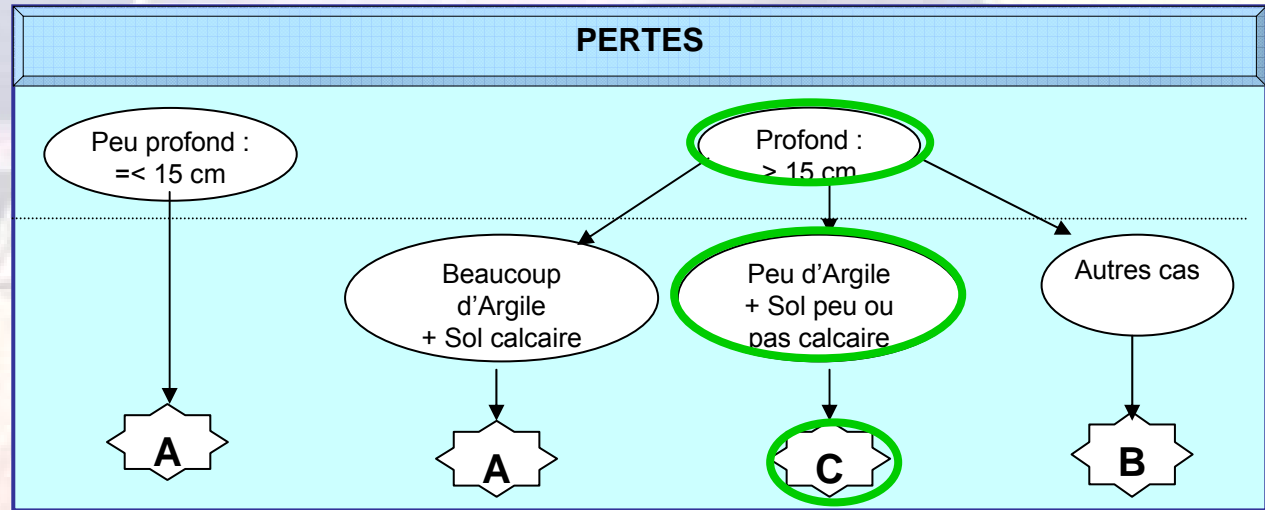 PERTES
Peu profond :
=< 15 cm
Profond :
> 15 cm
Beaucoup
d'Argile
+ Sol calcaire
Peu d'Argile
+ Sol peu ou
pas calcaire
Autres cas
A
A
C
B